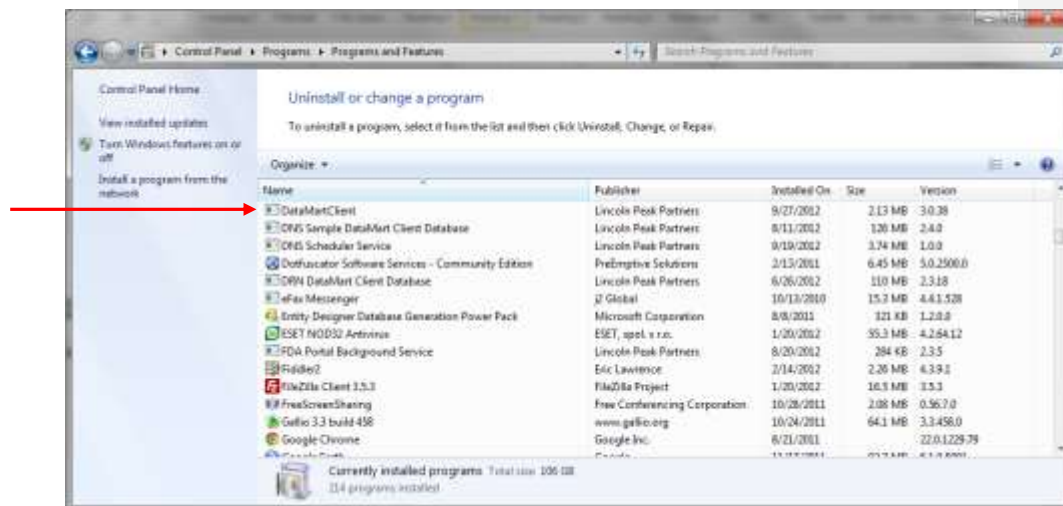 Control Panel ▸ Programs ▸ Programs and Features Search Programs and Features
Control Panel Home
View installed updates
Turn Windows features on or off
Install a program from the network
Uninstall or change a program
To uninstall a program, select it from the list and then click Uninstall, Change, or Repair.
Organize
Name Publisher Installed On Size Version
DataMartClient Lincoln Peak Partners 9/27/2012 2.13 MB 3.0.38
DNS Sample DataMart Client Database Lincoln Peak Partners 8/11/2012 126 MB 2.4.0
DNS Scheduler Service Lincoln Peak Partners 9/19/2012 3.74 MB 1.0.0
Dotfuscator Software Services - Community Edition PreEmptive Solutions 2/13/2011 6.45 MB 5.0.2500.0
DRN DataMart Client Database Lincoln Peak Partners 6/26/2012 110 MB 2.3.18
eFax Messenger j2 Global 10/13/2010 15.3 MB 4.4.1.528
Entity Designer Database Generation Power Pack Microsoft Corporation 8/8/2011 321 KB 1.2.0.0
ESET NOD32 Antivirus ESET, spol. s r.o. 1/20/2012 55.3 MB 4.2.64.12
FDA Portal Background Service Lincoln Peak Partners 8/20/2012 284 KB 2.3.5
Fiddler2 Eric Lawrence 2/14/2012 2.26 MB 4.3.9.1
FileZilla Client 3.5.3 FileZilla Project 1/20/2012 16.5 MB 3.5.3
FreeScreenSharing Free Conferencing Corporation 10/28/2011 2.08 MB 0.56.7.0
Gallio 3.3 build 458 www.gallio.org 10/24/2011 64.1 MB 3.3.458.0
Google Chrome Google Inc. 6/21/2011 22.0.1229.79
Currently installed programs Total size: 106 GB
214 programs installed